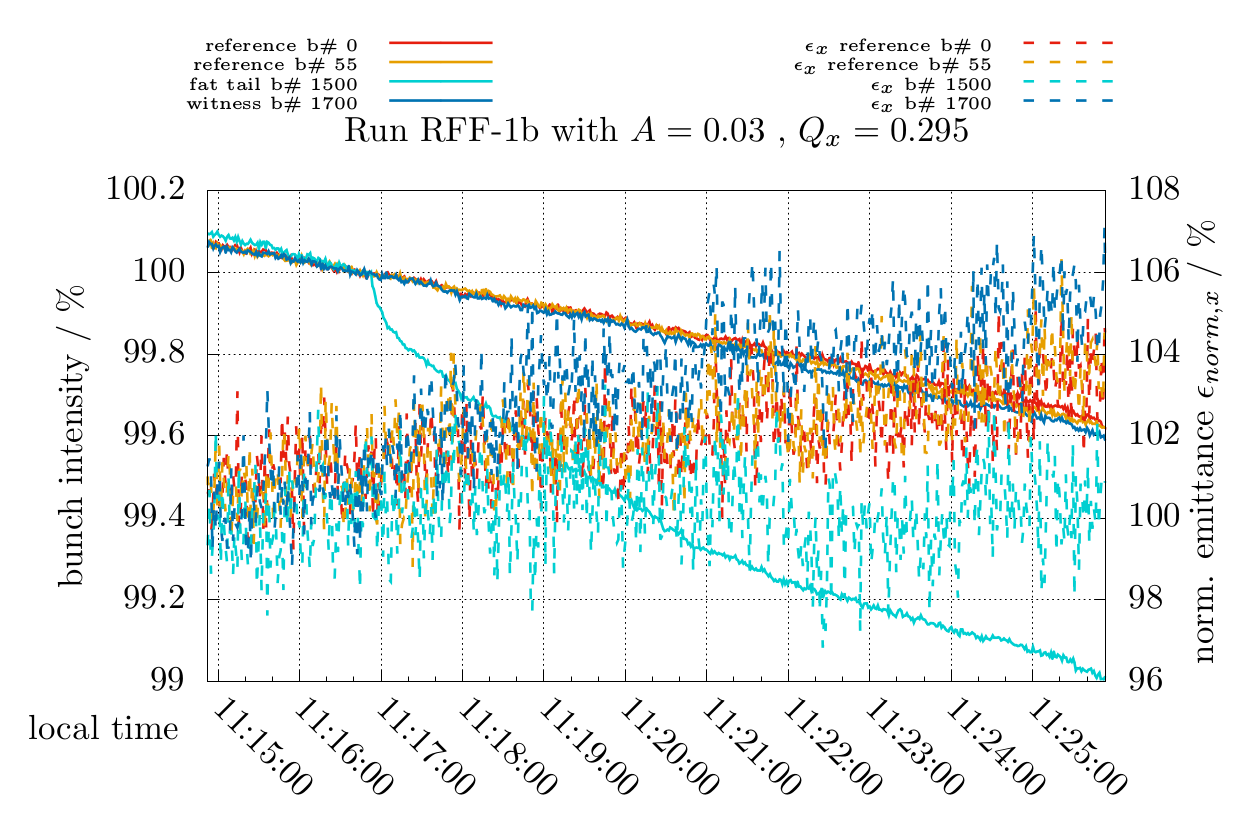 reference b# 0
reference b# 55
fat tail b# 1500
witness b# 1700
ϵx reference b# 0
ϵx reference b# 55
ϵx b# 1500
ϵx b# 1700
Run RFF-1b with A = 0.03 , Qx = 0.295
bunch intensity / %
100.2
100
99.8
99.6
99.4
99.2
99
108
106
104
102
100
98
96
norm. emittance ϵnorm,x / %
local time
11:15:00
11:16:00
11:17:00
11:18:00
11:19:00
11:20:00
11:21:00
11:22:00
11:23:00
11:24:00
11:25:00